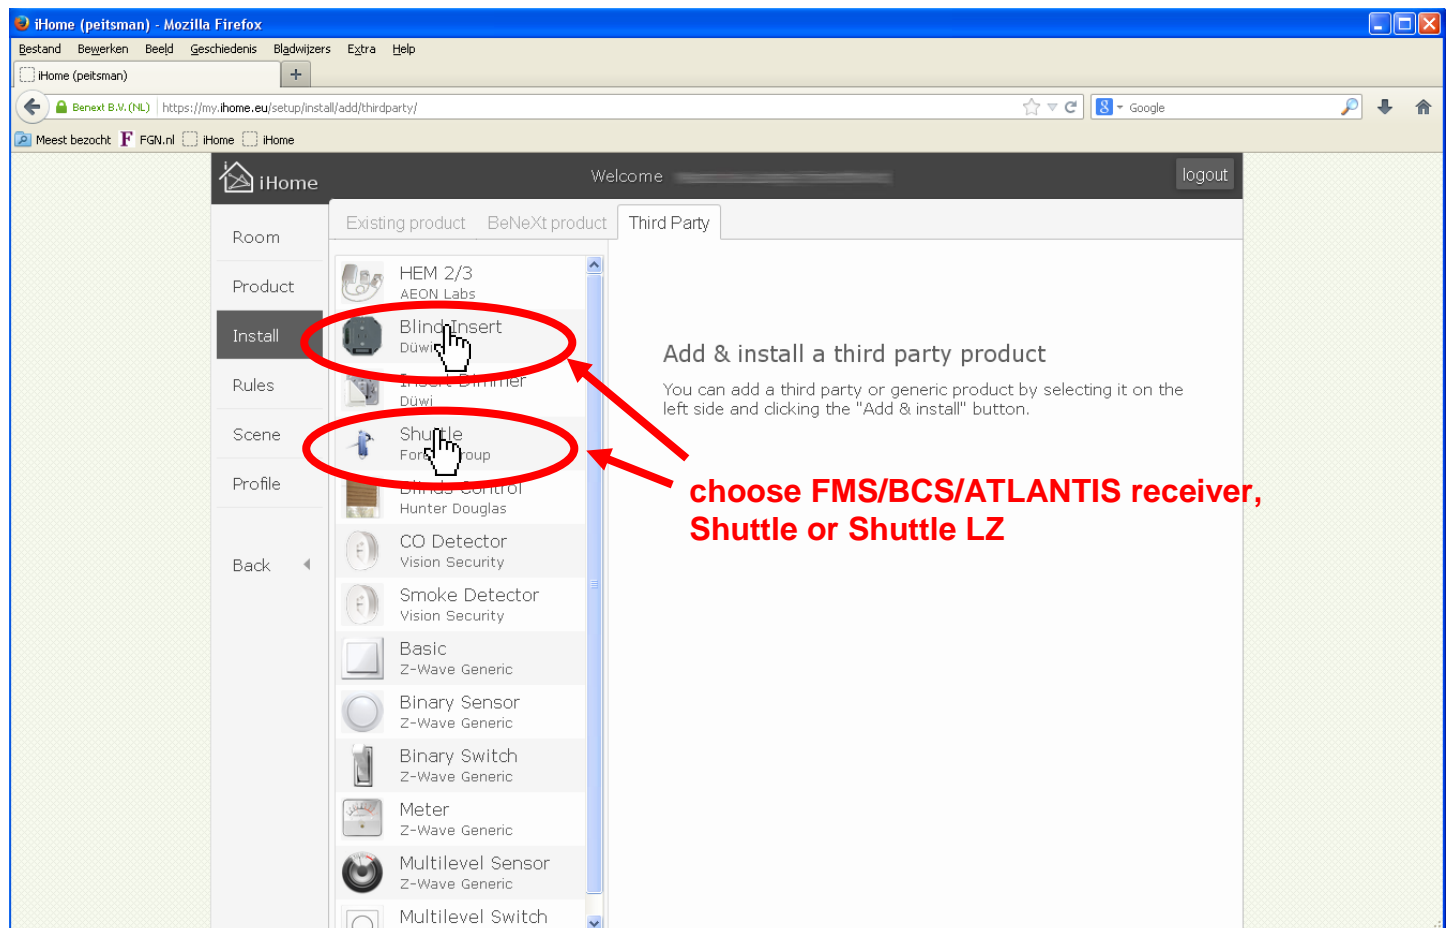 iHome (peitsman) - Mozilla Firefox
Bestand Bewerken Beeld Geschiedenis Bladwijzers Extra Help
iHome (peitsman) +
Benext B.V. (NL) https://my.ihome.eu/setup/install/add/thirdparty/ 8 Google
Meest bezocht F FGN.nl iHome iHome
iHome Welcome logout
Existing product BeNeXt product Third Party
Room
Product
Install
Rules
Scene
Profile
Back
HEM 2/3
AEON Labs
Blind Insert
Düwi
Insert Dimmer
Düwi
Shuttle
Group
Blinds Control
Hunter Douglas
CO Detector
Vision Security
Smoke Detector
Vision Security
Basic
Z-Wave Generic
Binary Sensor
Z-Wave Generic
Binary Switch
Z-Wave Generic
Meter
Z-Wave Generic
Multilevel Sensor
Z-Wave Generic
Multilevel Switch
Add & install a third party product
You can add a third party or generic product by selecting it on the
left side and clicking the "Add & install" button.
choose FMS/BCS/ATLANTIS receiver,
Shuttle or Shuttle LZ